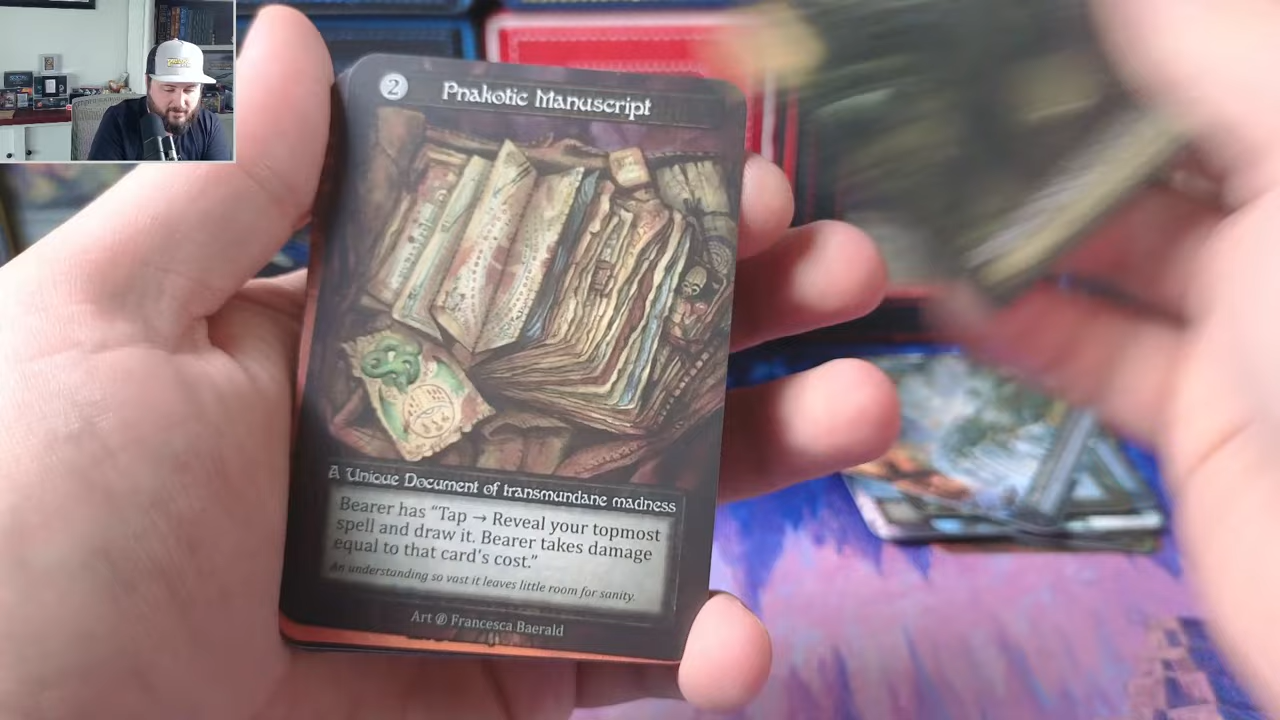 2
Pnakotic Manuscript
A Unique Document of transmundane madness
Bearer has “Tap → Reveal your topmost
spell and draw it. Bearer takes damage
equal to that card's cost.”
An understanding so vast it leaves little room for sanity.
Art @ Francesca Baerald